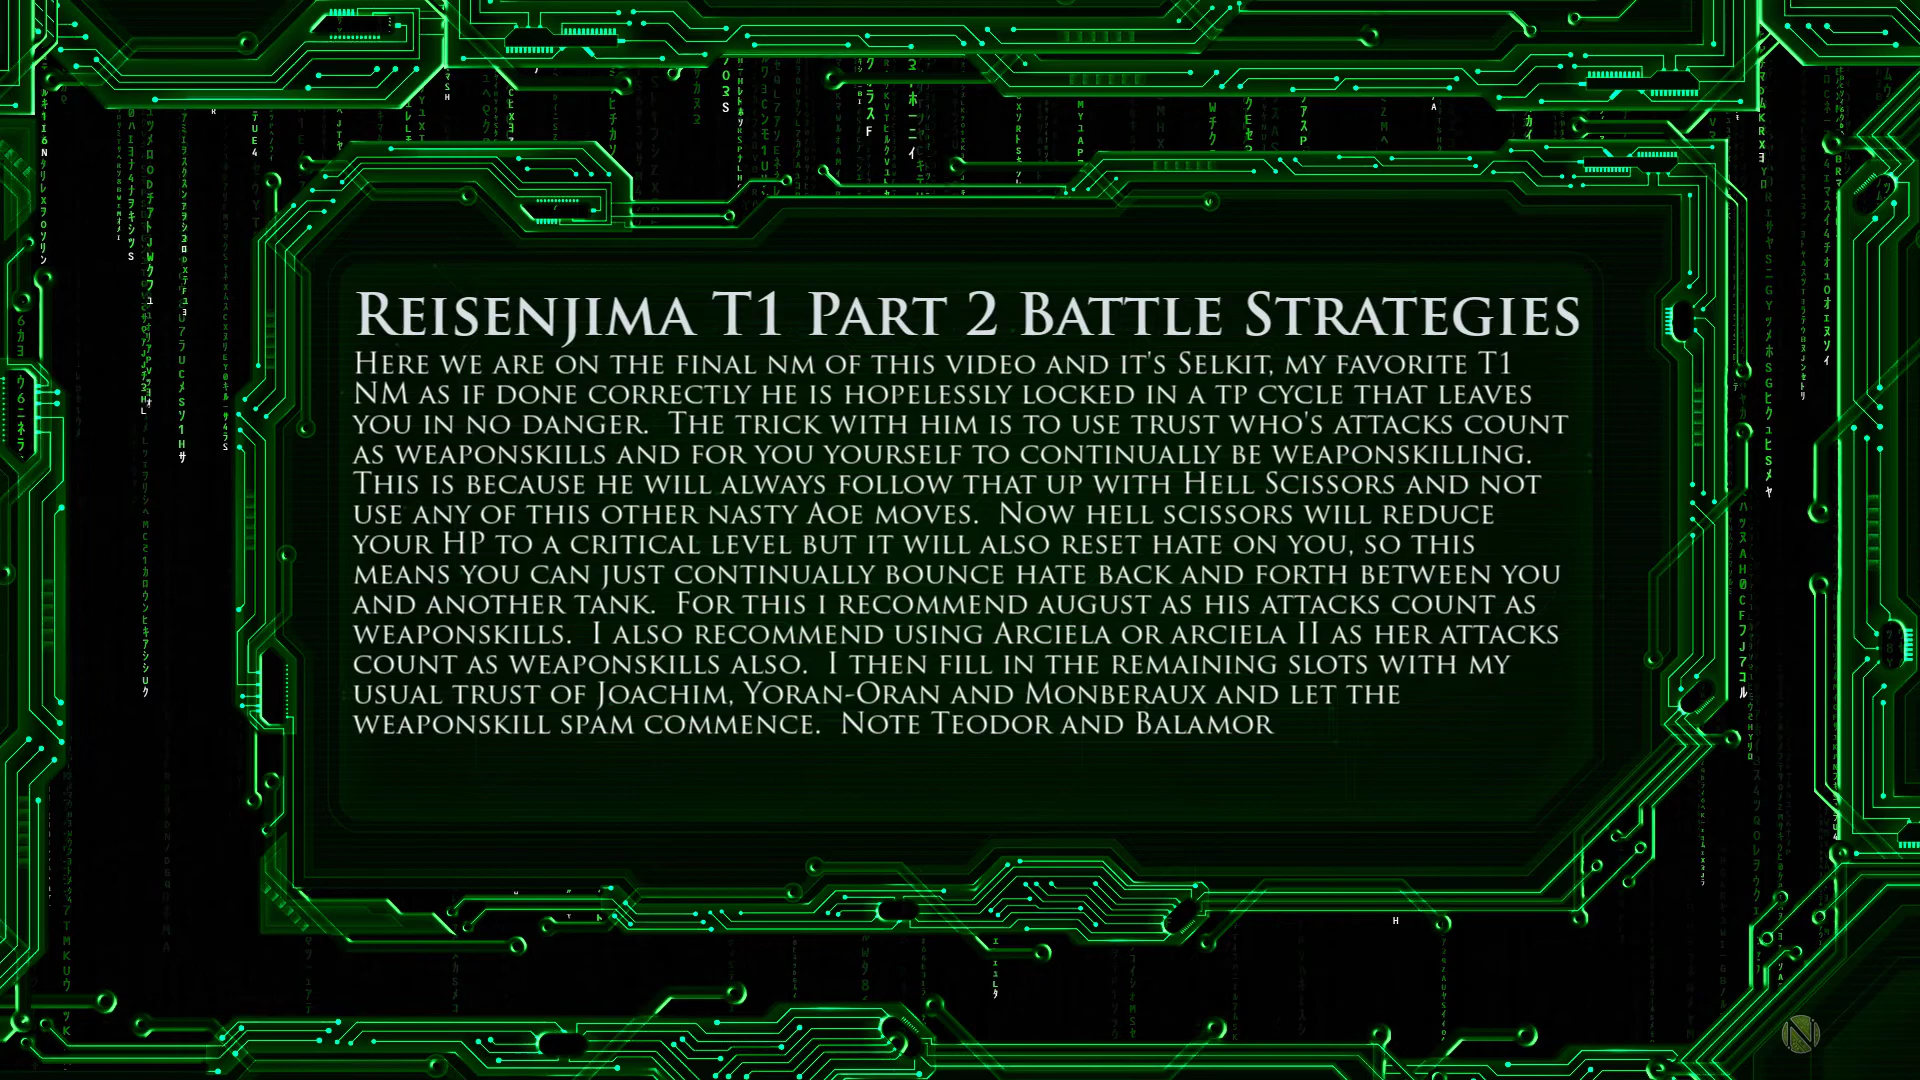 Reisenjima T1 Part 2 Battle Strategies
Here we are on the final nm of this video and it's Selkit, my favorite T1
NM as if done correctly he is hopelessly locked in a tp cycle that leaves
you in no danger.  The trick with him is to use trust who's attacks count
as weaponskills and for you yourself to continually be weaponskilling.
This is because he will always follow that up with Hell Scissors and not
use any of this other nasty Aoe moves.  Now hell scissors will reduce
your HP to a critical level but it will also reset hate on you, so this
means you can just continually bounce hate back and forth between you
and another tank.  For this i recommend august as his attacks count as
weaponskills.  I also recommend using Arciela or arciela II as her attacks
count as weaponskills also.  I then fill in the remaining slots with my
usual trust of Joachim, Yoran-Oran and Monberaux and let the
weaponskill spam commence.  Note Teodor and Balamor